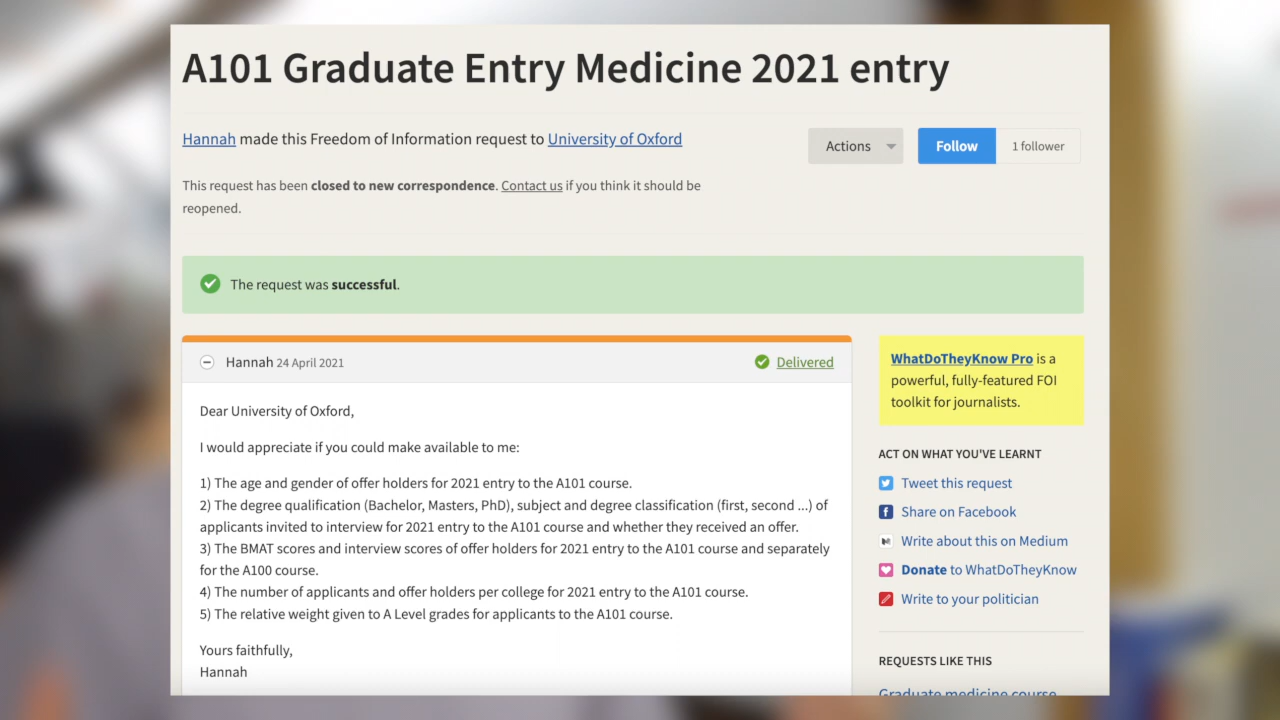 A101 Graduate Entry Medicine 2021 entry
Hannah made this Freedom of Information request to University of Oxford
Actions
Follow
1 follower
This request has been closed to new correspondence. Contact us if you think it should be
reopened.
The request was successful.
Hannah 24 April 2021
Delivered
Dear University of Oxford,
I would appreciate if you could make available to me:
1) The age and gender of offer holders for 2021 entry to the A101 course.
2) The degree qualification (Bachelor, Masters, PhD), subject and degree classification (first, second ...) of
applicants invited to interview for 2021 entry to the A101 course and whether they received an offer.
3) The BMAT scores and interview scores of offer holders for 2021 entry to the A101 course and separately
for the A100 course.
4) The number of applicants and offer holders per college for 2021 entry to the A101 course.
5) The relative weight given to A Level grades for applicants to the A101 course.
Yours faithfully,
Hannah
WhatDoTheyKnow Pro is a
powerful, fully-featured FOI
toolkit for journalists.
ACT ON WHAT YOU'VE LEARNT
Tweet this request
Share on Facebook
Write about this on Medium
Donate to WhatDoTheyKnow
Write to your politician
REQUESTS LIKE THIS
Graduate medicine course